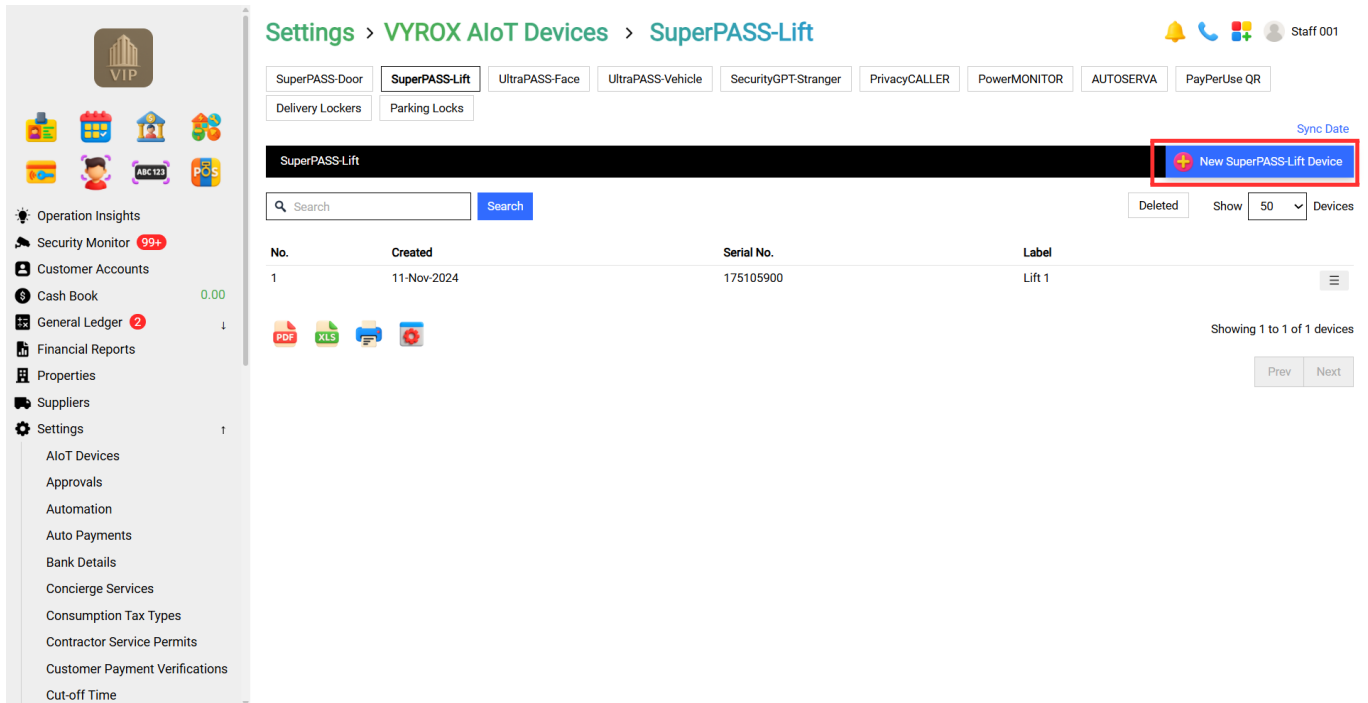 VIP
Settings > VYROX AIoT Devices > SuperPASS-Lift
Staff 001
SuperPASS-Door SuperPASS-Lift UltraPASS-Face UltraPASS-Vehicle SecurityGPT-Stranger PrivacyCALLER PowerMONITOR AUTOSERVA PayPerUse QR
Delivery Lockers Parking Locks
Sync Date
SuperPASS-Lift New SuperPASS-Lift Device
Search Search Deleted Show 50 Devices
No. Created Serial No. Label
1 11-Nov-2024 175105900 Lift 1 ☰
PDF XLS
Showing 1 to 1 of 1 devices
Prev Next
ABC 123 POS
Operation Insights
Security Monitor 99+
Customer Accounts
Cash Book 0.00
General Ledger 2 ↓
Financial Reports
Properties
Suppliers
Settings ↑
AIoT Devices
Approvals
Automation
Auto Payments
Bank Details
Concierge Services
Consumption Tax Types
Contractor Service Permits
Customer Payment Verifications
Cut-off Time